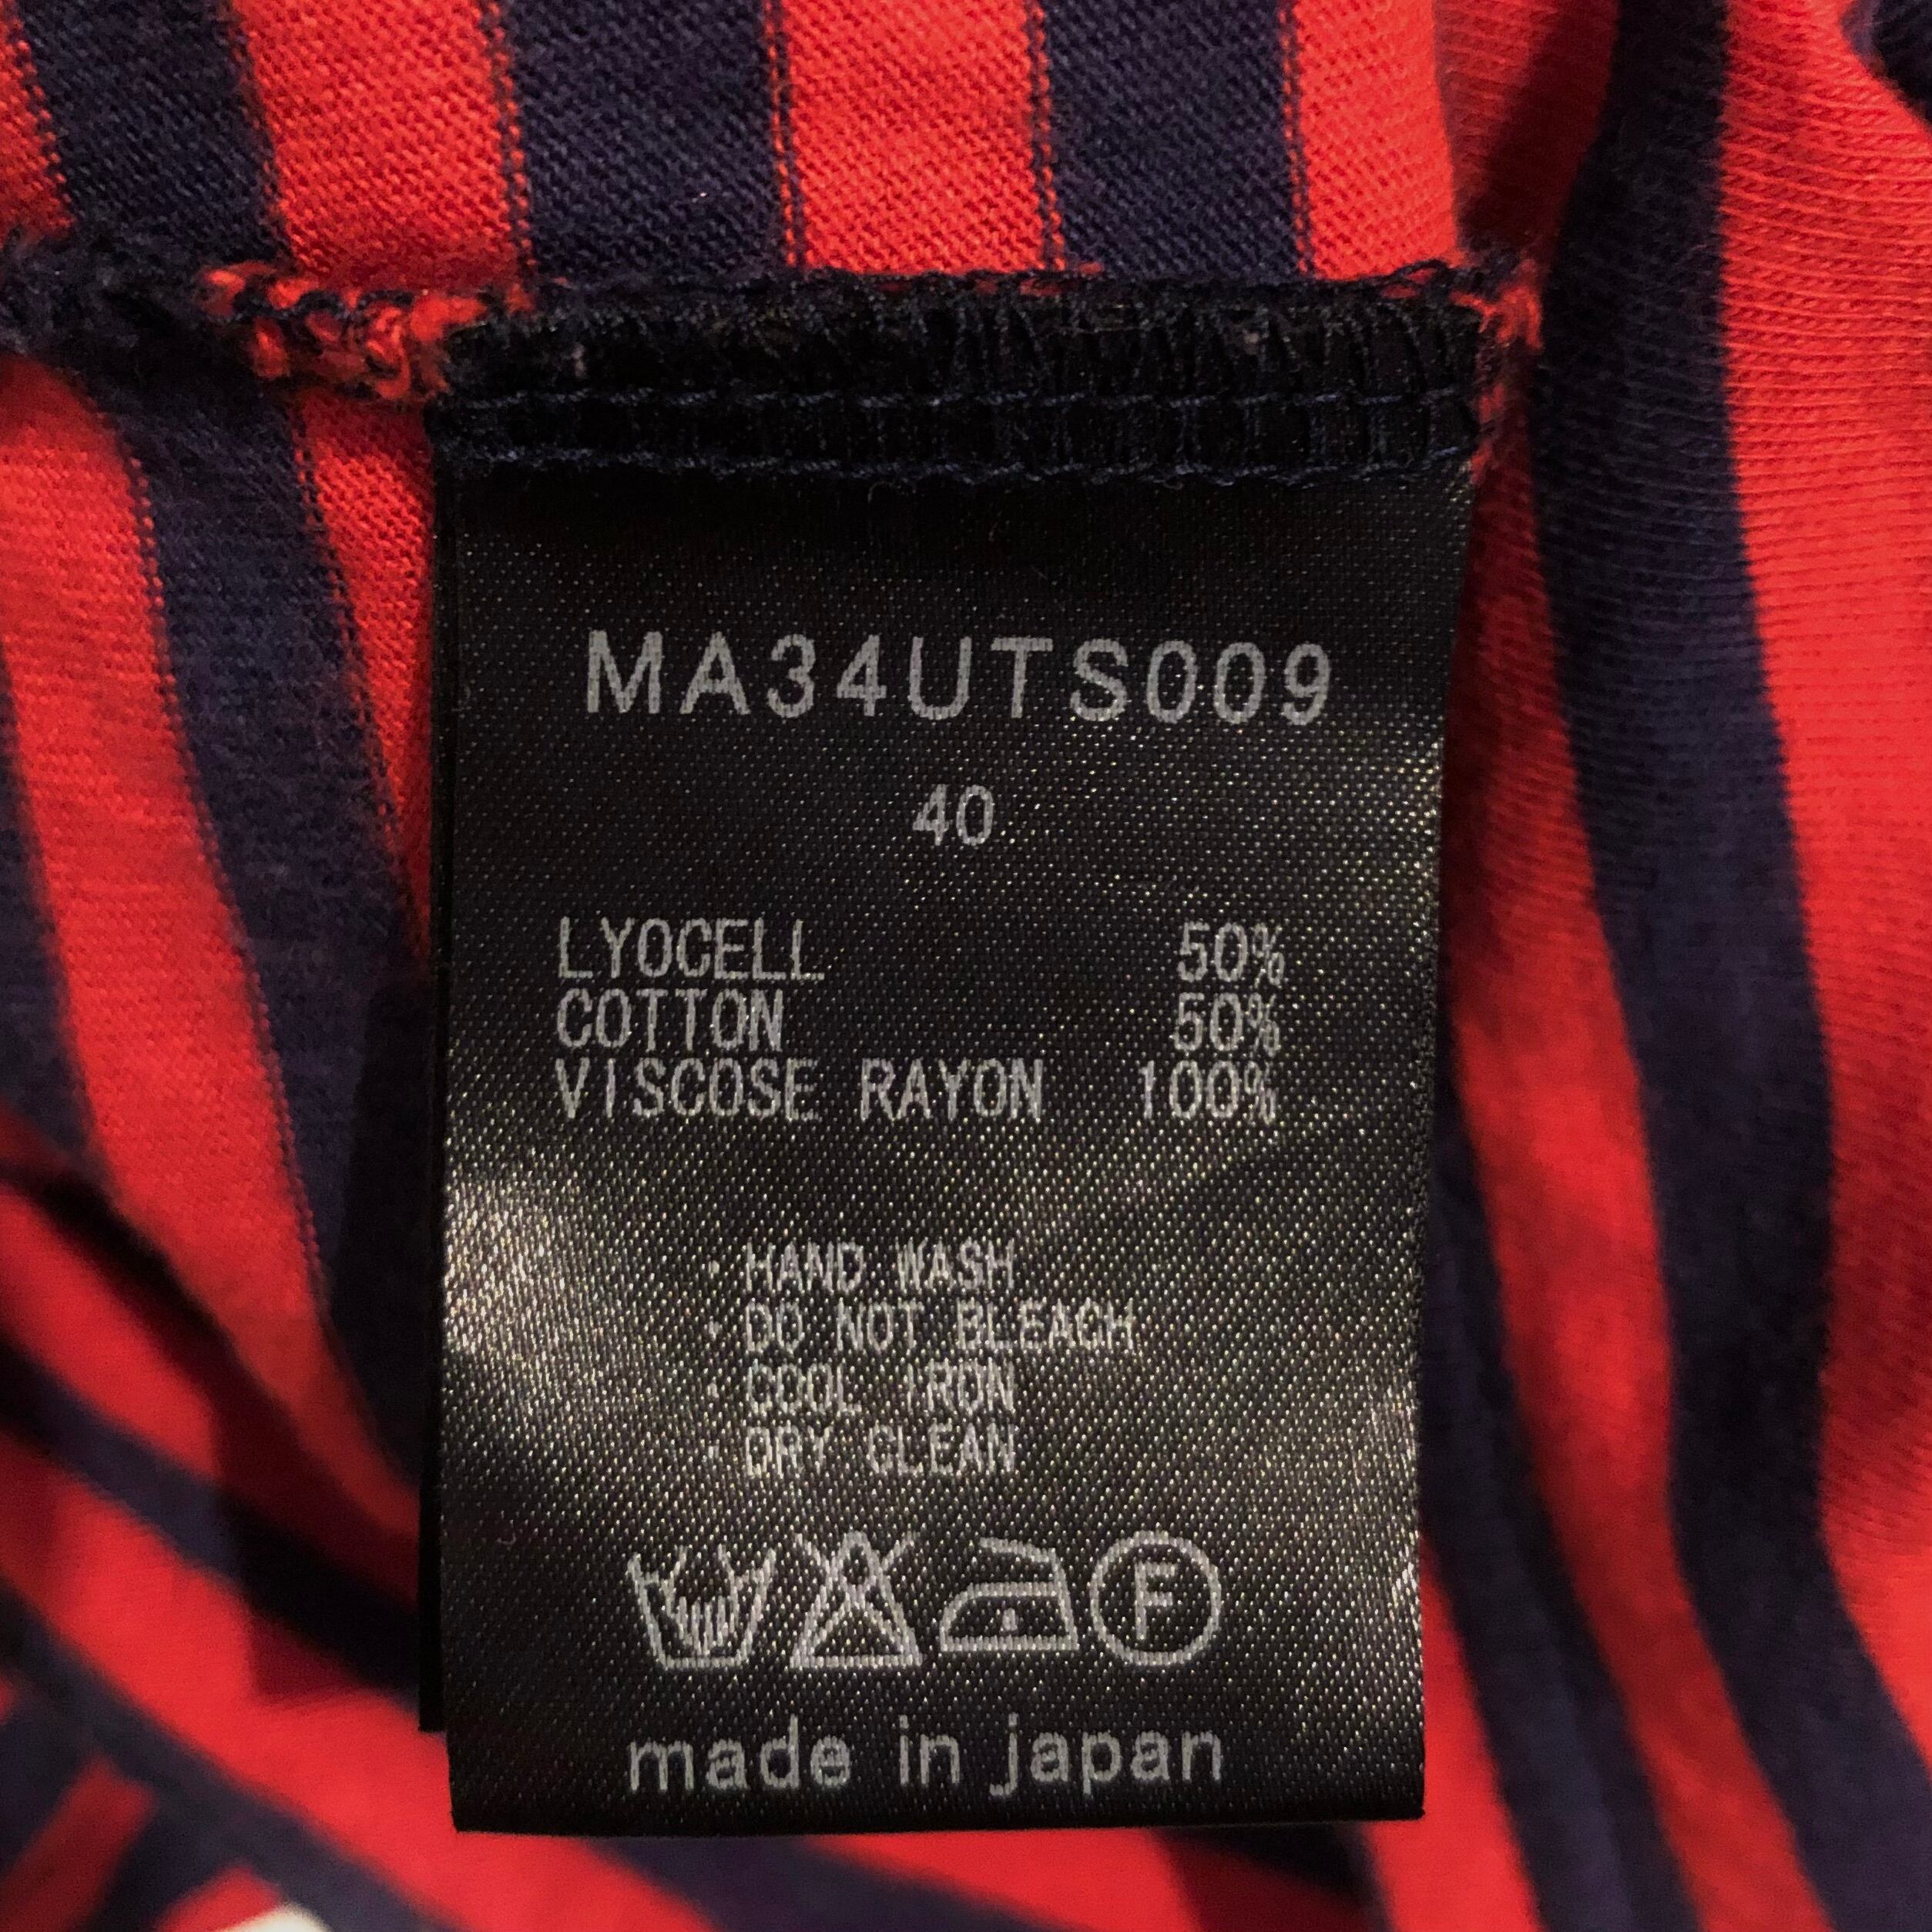 MA34UTS009
40
LYOCELL 50%
COTTON 50%
VISCOSE RAYON 100%
・HAND WASH
・DO NOT BLEACH
・COOL IRON
・DRY CLEAN
F
made in japan